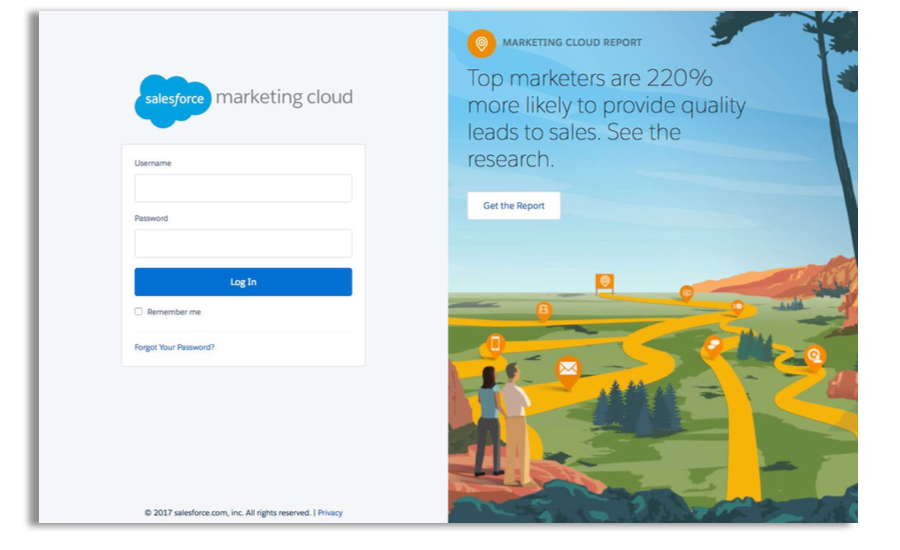 salesforce marketing cloud
Username
Password
Log In
Remember me
Forgot Your Password?
© 2017 salesforce.com, inc. All rights reserved. | Privacy
MARKETING CLOUD REPORT
Top marketers are 220%
more likely to provide quality
leads to sales. See the
research.
Get the Report